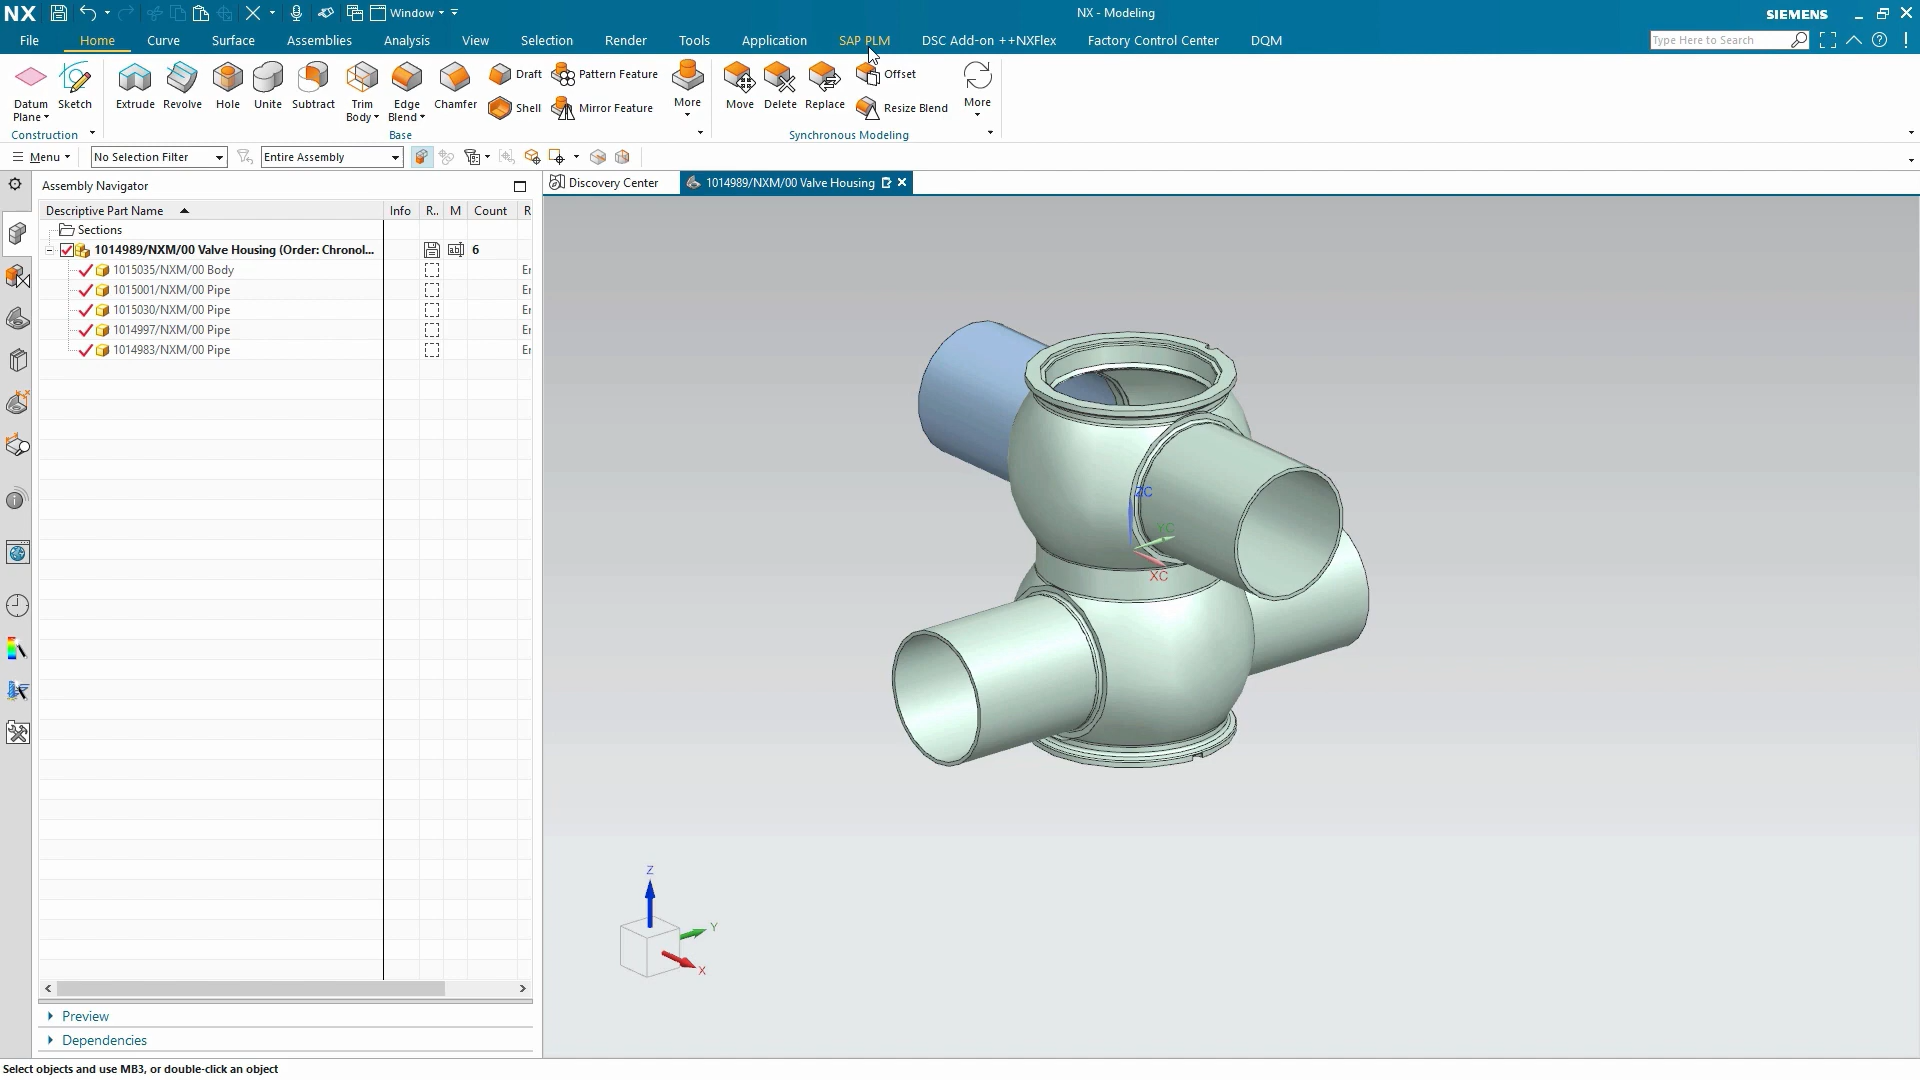 NX Window NX - Modeling SIEMENS
File Home Curve Surface Assemblies Analysis View Selection Render Tools Application SAP PLM DSC Add-on ++NXFlex Factory Control Center DQM Type Here to Search
Datum Plane
Sketch
Construction
Extrude
Revolve
Hole
Unite
Subtract
Trim Body
Edge Blend
Chamfer
Draft
Shell
Pattern Feature
Mirror Feature
More
Base
Move
Delete
Replace
Offset
Resize Blend
More
Synchronous Modeling
Menu No Selection Filter Entire Assembly
Assembly Navigator
Discovery Center 1014989/NXM/00 Valve Housing
Descriptive Part Name Info R.. M Count R
Sections
1014989/NXM/00 Valve Housing (Order: Chronol... 6
1015035/NXM/00 Body Er
1015001/NXM/00 Pipe Er
1015030/NXM/00 Pipe Er
1014997/NXM/00 Pipe Er
1014983/NXM/00 Pipe Er
ZC
YC
XC
Z
Y
X
Preview
Dependencies
Select objects and use MB3, or double-click an object